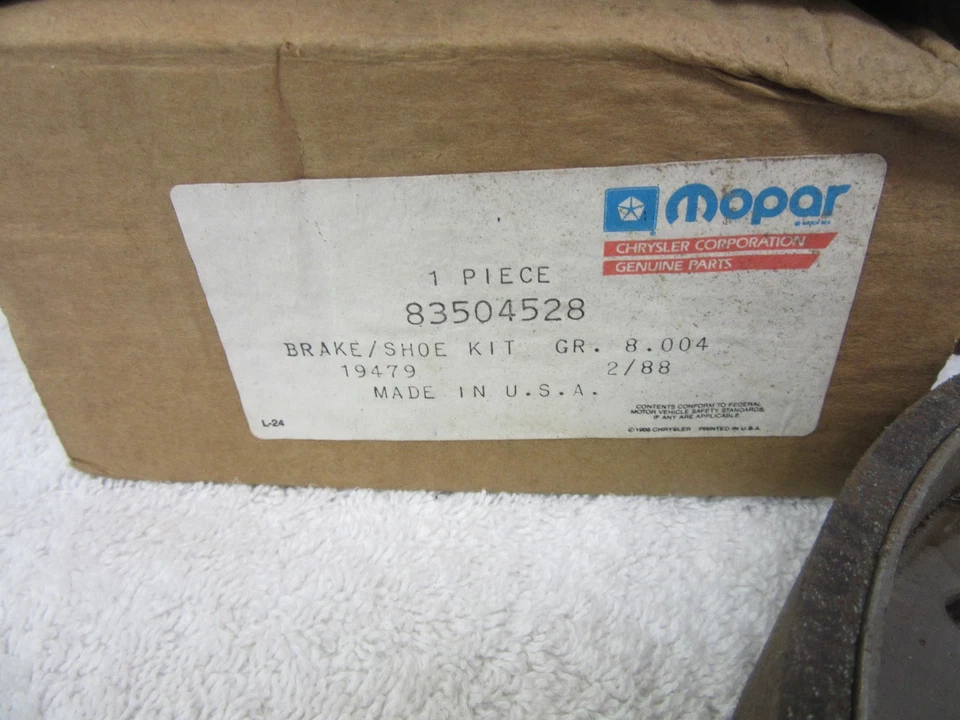 Mopar
CHRYSLER CORPORATION
GENUINE PARTS
1 PIECE
83504528
BRAKE/SHOE KIT GR. 8.004
19479 2/88
MADE IN U.S.A.
CONTENTS CONFORM TO FEDERAL
MOTOR VEHICLE SAFETY STANDARDS,
IF ANY ARE APPLICABLE.
L-24
CHRYSLER PRINTED IN U.S.A.